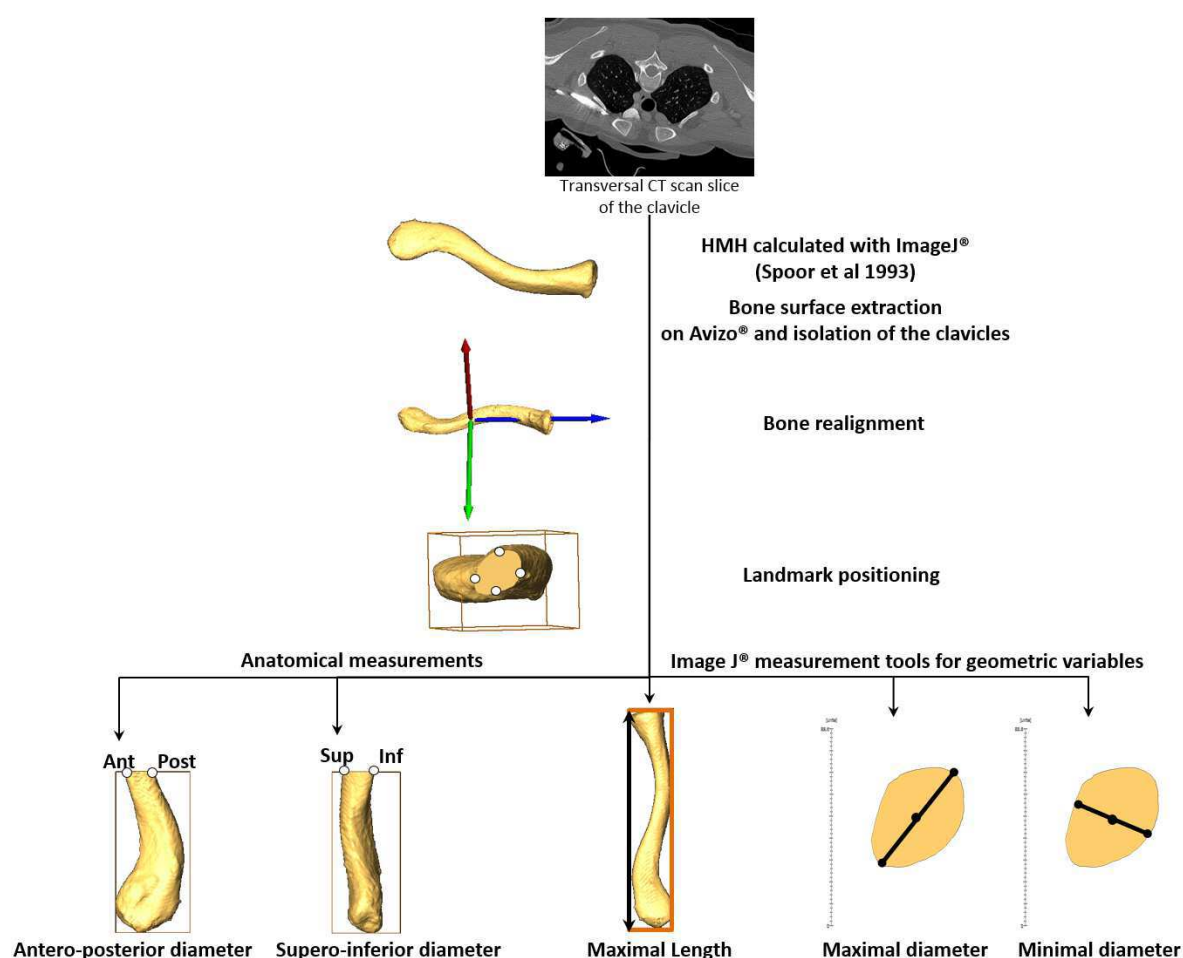 Transversal CT scan slice
of the clavicle
HMH calculated with ImageJ®
(Spoor et al 1993)
Bone surface extraction
on Avizo® and isolation of the clavicles
Bone realignment
Landmark positioning
Anatomical measurements
Image J® measurement tools for geometric variables
Ant Post
Sup Inf
Antero-posterior diameter
Supero-inferior diameter
Maximal Length
Maximal diameter
Minimal diameter